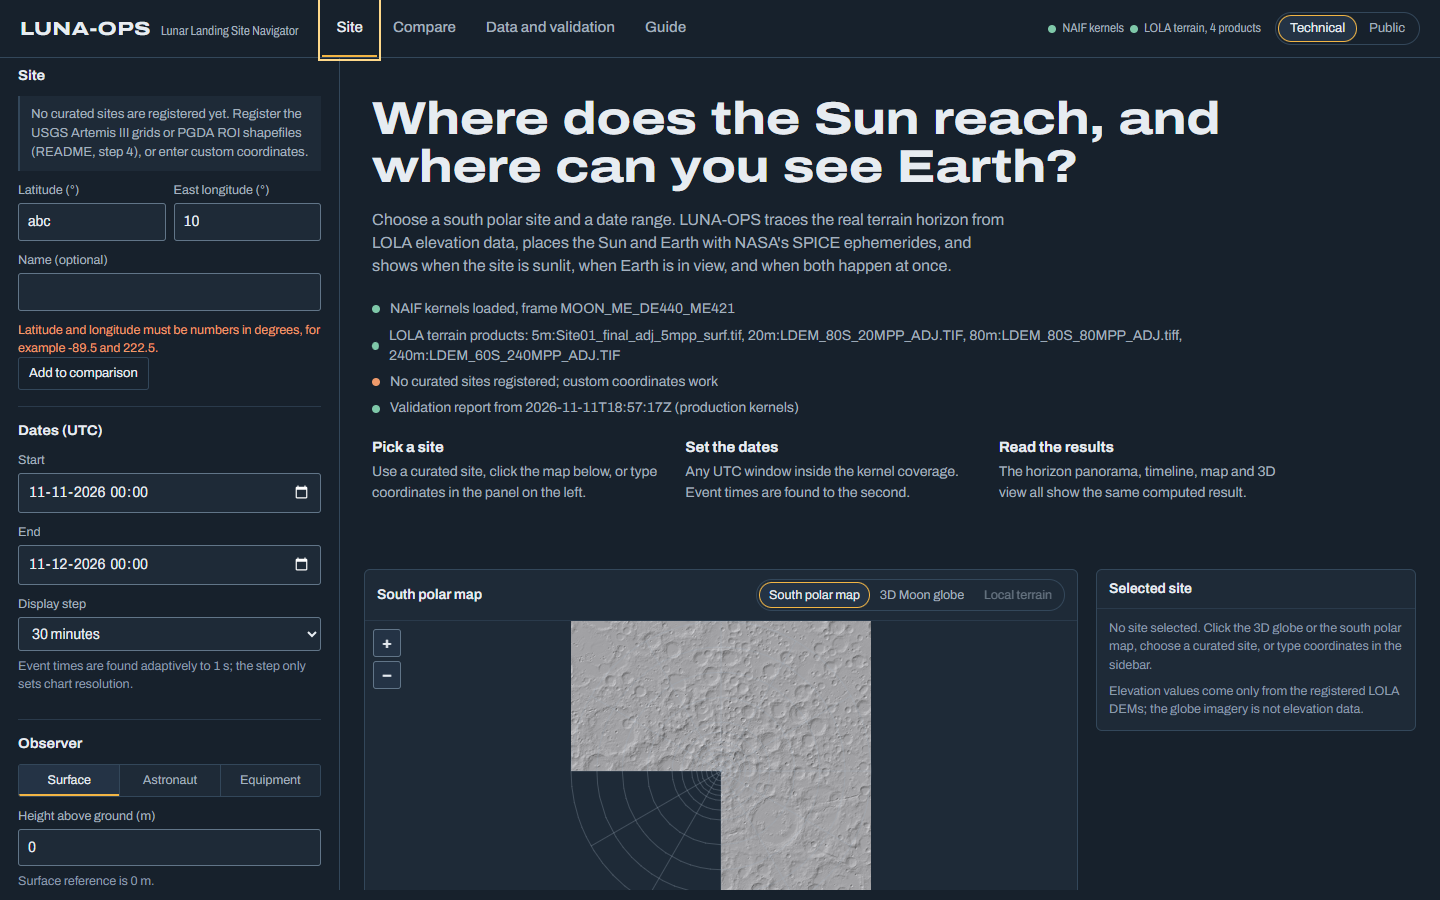 LUNA-OPS Lunar Landing Site Navigator
Site Compare Data and validation Guide
NAIF kernels LOLA terrain, 4 products Technical Public
Site
No curated sites are registered yet. Register the
USGS Artemis III grids or PGDA ROI shapefiles
(README, step 4), or enter custom coordinates.
Latitude (°) East longitude (°)
abc 10
Name (optional)
Latitude and longitude must be numbers in degrees, for
example -89.5 and 222.5.
Add to comparison
Dates (UTC)
Start
11-11-2026 00:00
End
11-12-2026 00:00
Display step
30 minutes
Event times are found adaptively to 1 s; the step only
sets chart resolution.
Observer
Surface Astronaut Equipment
Height above ground (m)
0
Surface reference is 0 m.
Where does the Sun reach, and
where can you see Earth?
Choose a south polar site and a date range. LUNA-OPS traces the real terrain horizon from
LOLA elevation data, places the Sun and Earth with NASA's SPICE ephemerides, and
shows when the site is sunlit, when Earth is in view, and when both happen at once.
NAIF kernels loaded, frame MOON_ME_DE440_ME421
LOLA terrain products: 5m:Site01_final_adj_5mpp_surf.tif, 20m:LDEM_80S_20MPP_ADJ.TIF, 80m:LDEM_80S_80MPP_ADJ.tiff,
240m:LDEM_60S_240MPP_ADJ.TIF
No curated sites registered; custom coordinates work
Validation report from 2026-11-11T18:57:17Z (production kernels)
Pick a site
Use a curated site, click the map below, or type
coordinates in the panel on the left.
Set the dates
Any UTC window inside the kernel coverage.
Event times are found to the second.
Read the results
The horizon panorama, timeline, map and 3D
view all show the same computed result.
South polar map South polar map 3D Moon globe Local terrain
+
−
Selected site
No site selected. Click the 3D globe or the south polar
map, choose a curated site, or type coordinates in the
sidebar.
Elevation values come only from the registered LOLA
DEMs; the globe imagery is not elevation data.